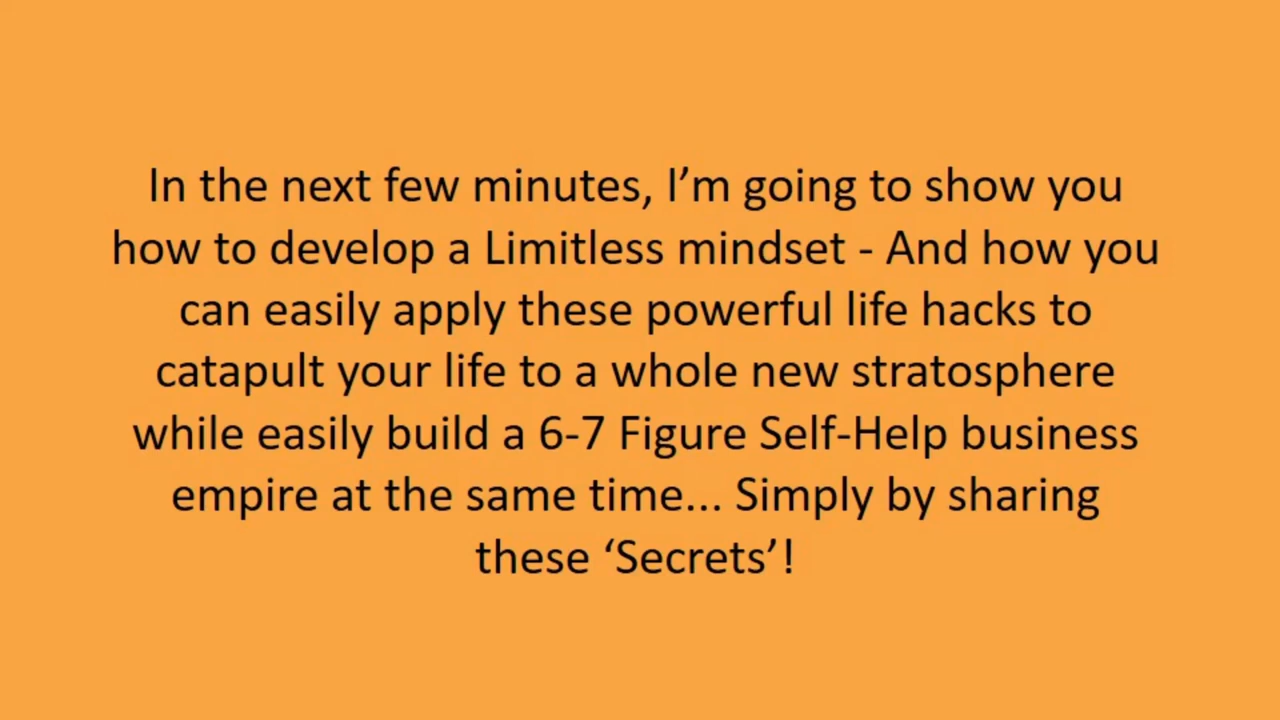 In the next few minutes, I’m going to show you
how to develop a Limitless mindset - And how you
can easily apply these powerful life hacks to
catapult your life to a whole new stratosphere
while easily build a 6-7 Figure Self-Help business
empire at the same time... Simply by sharing
these ‘Secrets’!